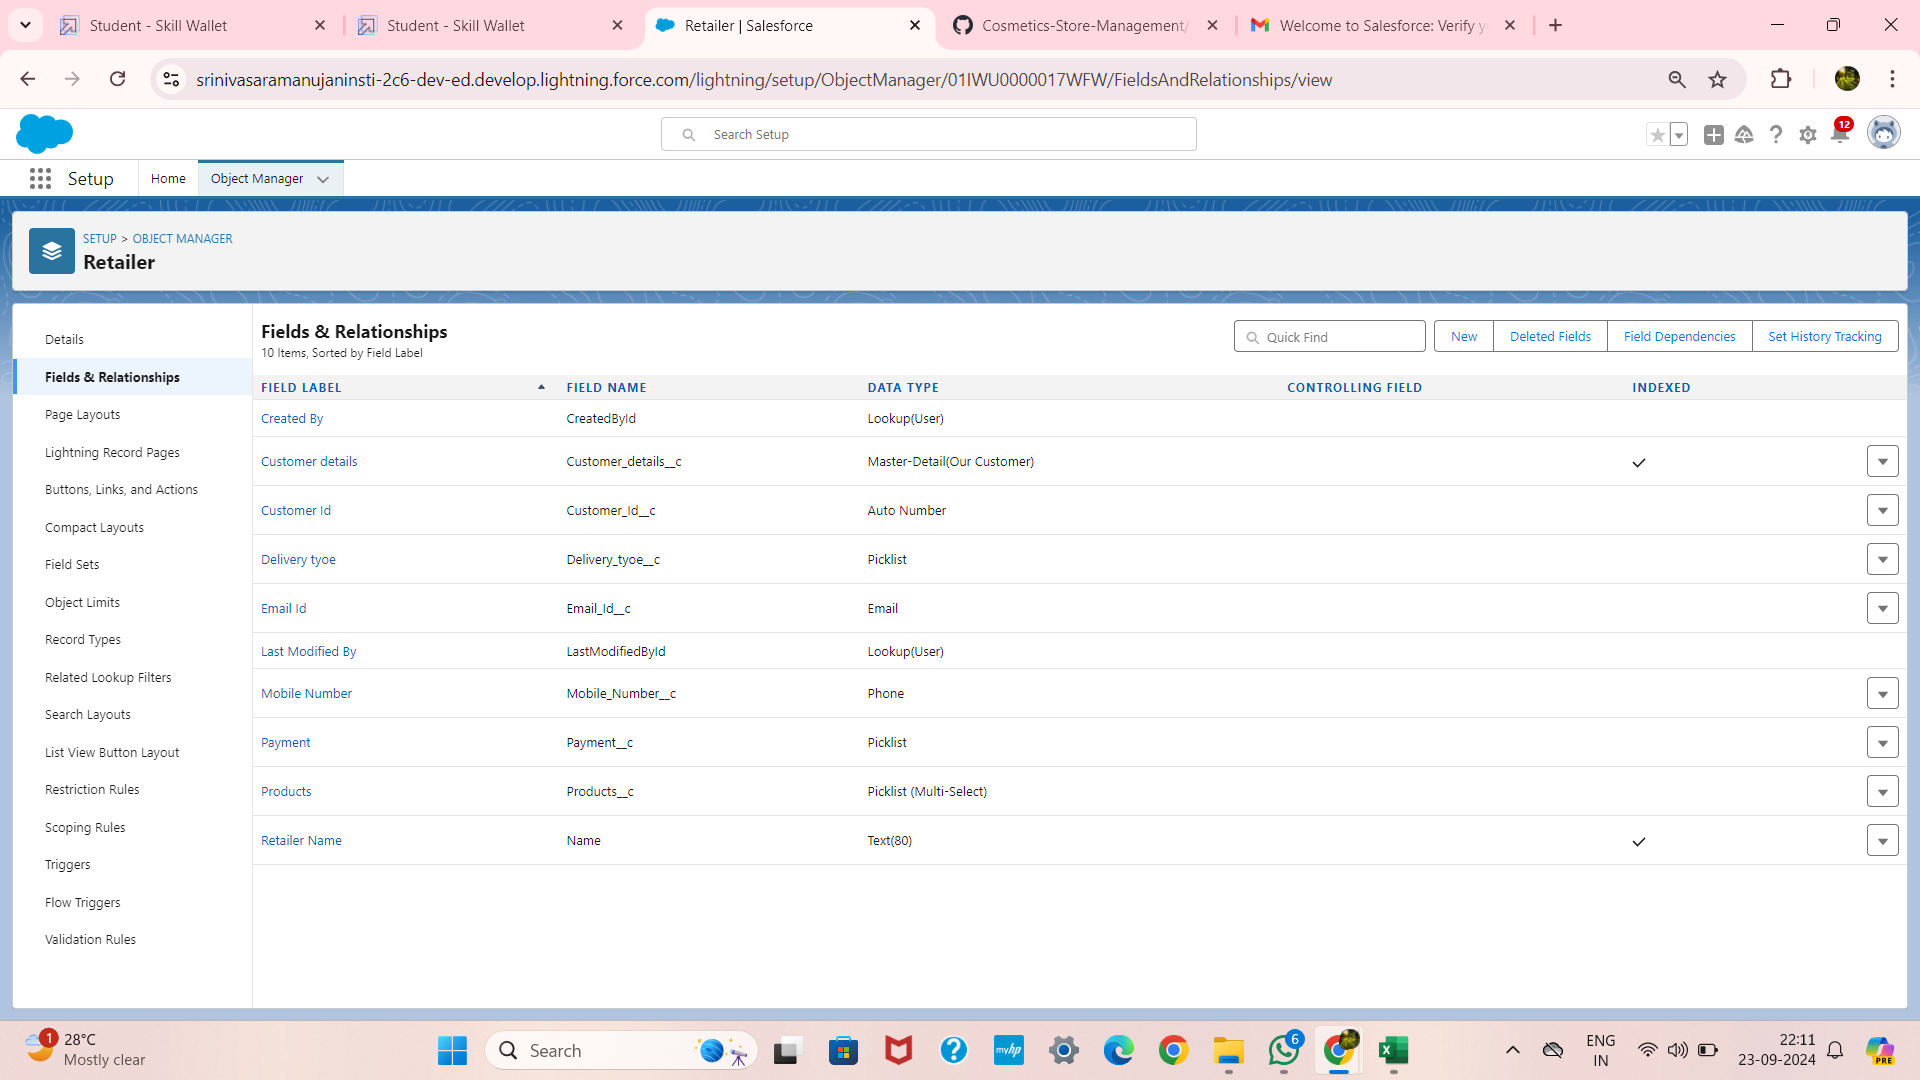 Student - Skill Wallet
Student - Skill Wallet
Retailer | Salesforce
Cosmetics-Store-Management/
Welcome to Salesforce: Verify y
srinivasaramanujaninsti-2c6-dev-ed.develop.lightning.force.com/lightning/setup/ObjectManager/01IWU0000017WFW/FieldsAndRelationships/view
Search Setup
12
Setup
Home
Object Manager
SETUP > OBJECT MANAGER
Retailer
Details
Fields & Relationships
Page Layouts
Lightning Record Pages
Buttons, Links, and Actions
Compact Layouts
Field Sets
Object Limits
Record Types
Related Lookup Filters
Search Layouts
List View Button Layout
Restriction Rules
Scoping Rules
Triggers
Flow Triggers
Validation Rules
Fields & Relationships
10 Items, Sorted by Field Label
Quick Find
New
Deleted Fields
Field Dependencies
Set History Tracking
FIELD LABEL FIELD NAME DATA TYPE CONTROLLING FIELD INDEXED
Created By CreatedById Lookup(User)
Customer details Customer_details__c Master-Detail(Our Customer)
Customer Id Customer_Id__c Auto Number
Delivery tyoe Delivery_tyoe__c Picklist
Email Id Email_Id__c Email
Last Modified By LastModifiedById Lookup(User)
Mobile Number Mobile_Number__c Phone
Payment Payment__c Picklist
Products Products__c Picklist (Multi-Select)
Retailer Name Name Text(80)
1
28°C
Mostly clear
Search
myhp
6
ENG
IN
22:11
23-09-2024
PRE